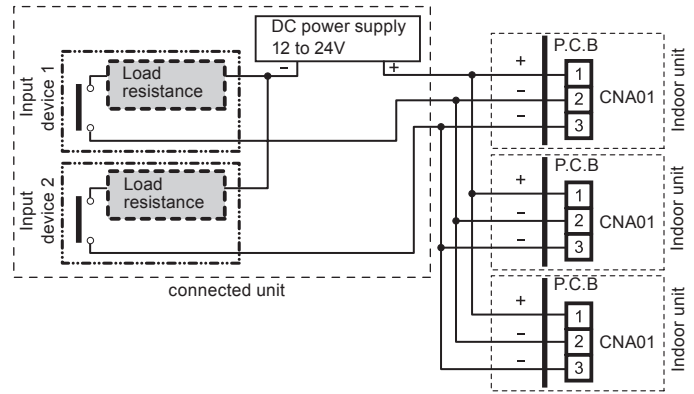 DC power supply
12 to 24V
−
+
Input
device 1
Load
resistance
Input
device 2
Load
resistance
connected unit
P.C.B
+
−
−
1
2
3
CNA01
Indoor unit
P.C.B
+
−
−
1
2
3
CNA01
Indoor unit
P.C.B
+
−
−
1
2
3
CNA01
Indoor unit